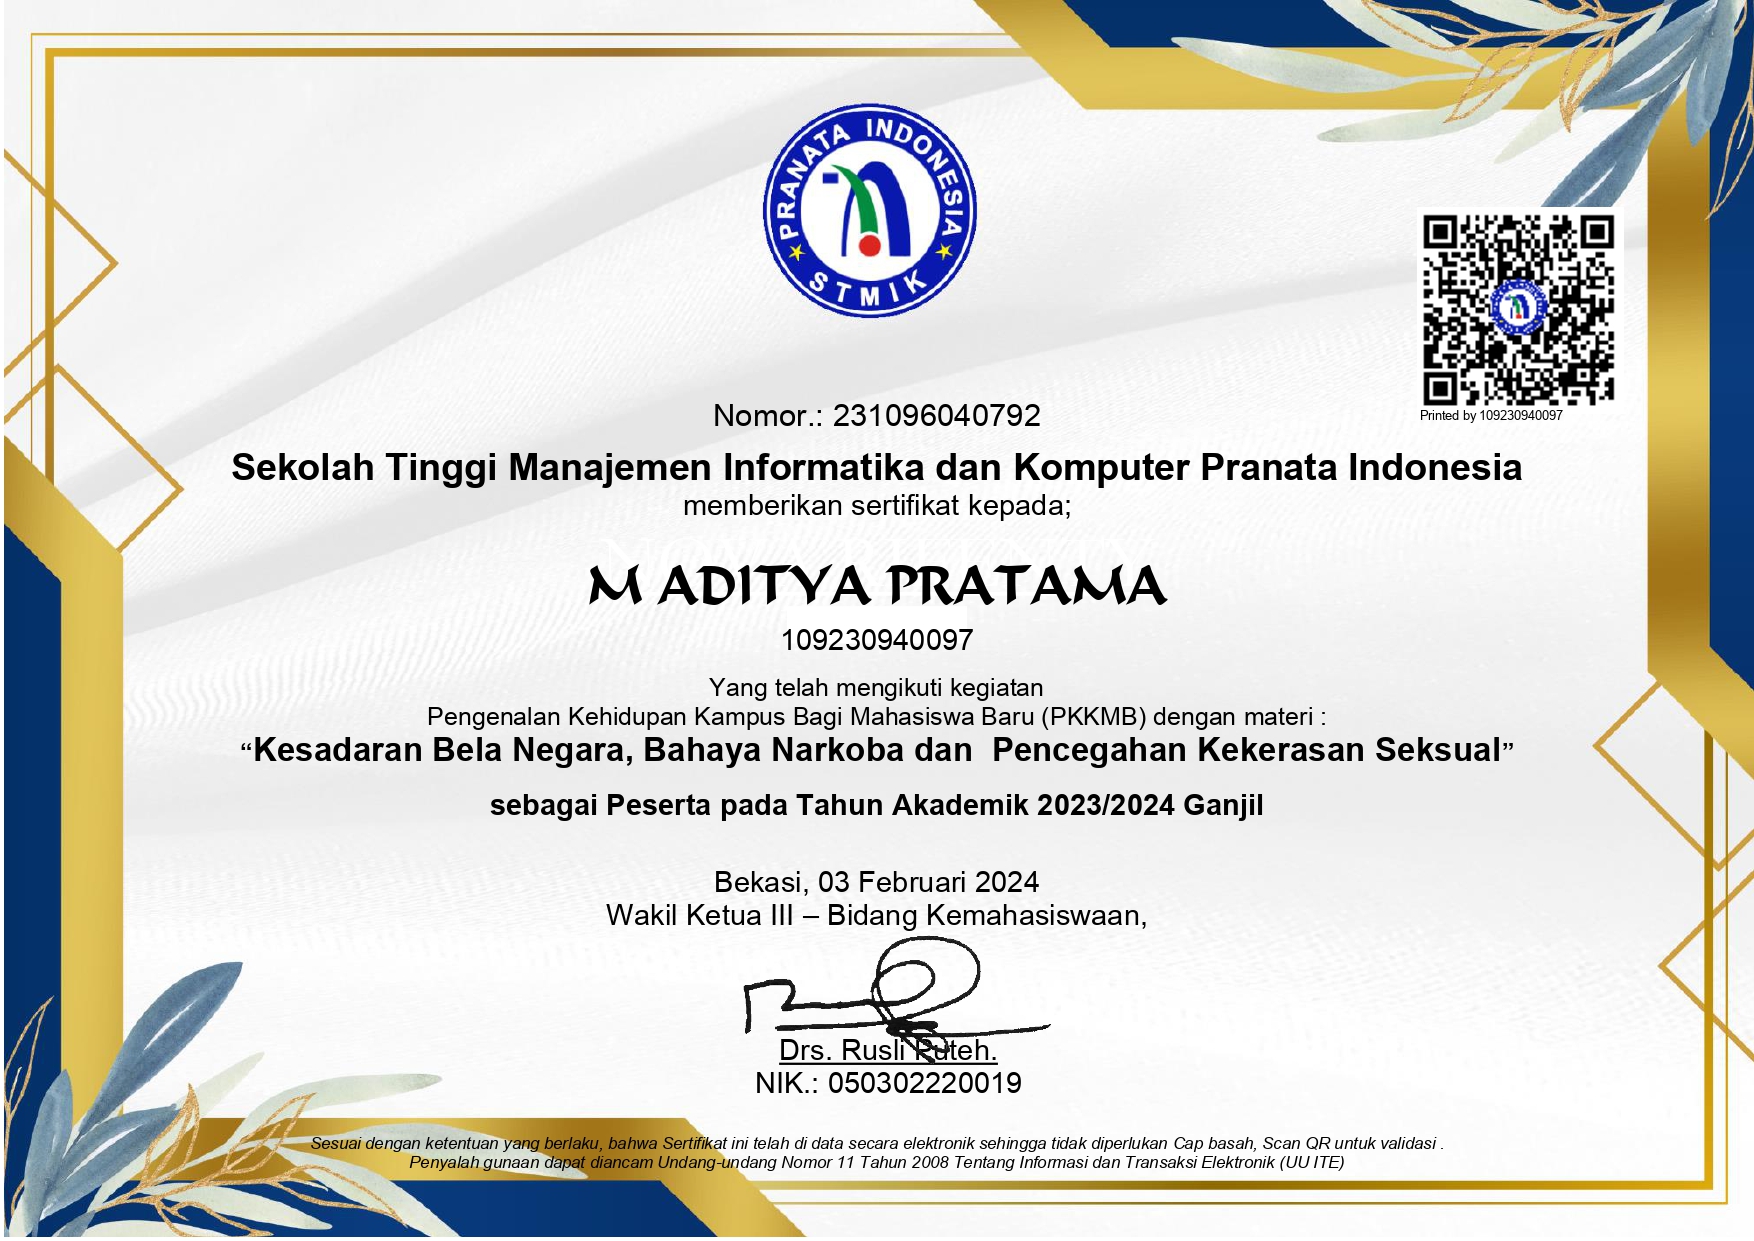 PRANATA INDONESIA
STMIK
Printed by 109230940097
Nomor.: 231096040792
Sekolah Tinggi Manajemen Informatika dan Komputer Pranata Indonesia
memberikan sertifikat kepada;
M ADITYA PRATAMA
109230940097
Yang telah mengikuti kegiatan
Pengenalan Kehidupan Kampus Bagi Mahasiswa Baru (PKKMB) dengan materi :
“Kesadaran Bela Negara, Bahaya Narkoba dan  Pencegahan Kekerasan Seksual”
sebagai Peserta pada Tahun Akademik 2023/2024 Ganjil
Bekasi, 03 Februari 2024
Wakil Ketua III – Bidang Kemahasiswaan,
Drs. Rusli Puteh.
NIK.: 050302220019
Sesuai dengan ketentuan yang berlaku, bahwa Sertifikat ini telah di data secara elektronik sehingga tidak diperlukan Cap basah, Scan QR untuk validasi .
Penyalah gunaan dapat diancam Undang-undang Nomor 11 Tahun 2008 Tentang Informasi dan Transaksi Elektronik (UU ITE)